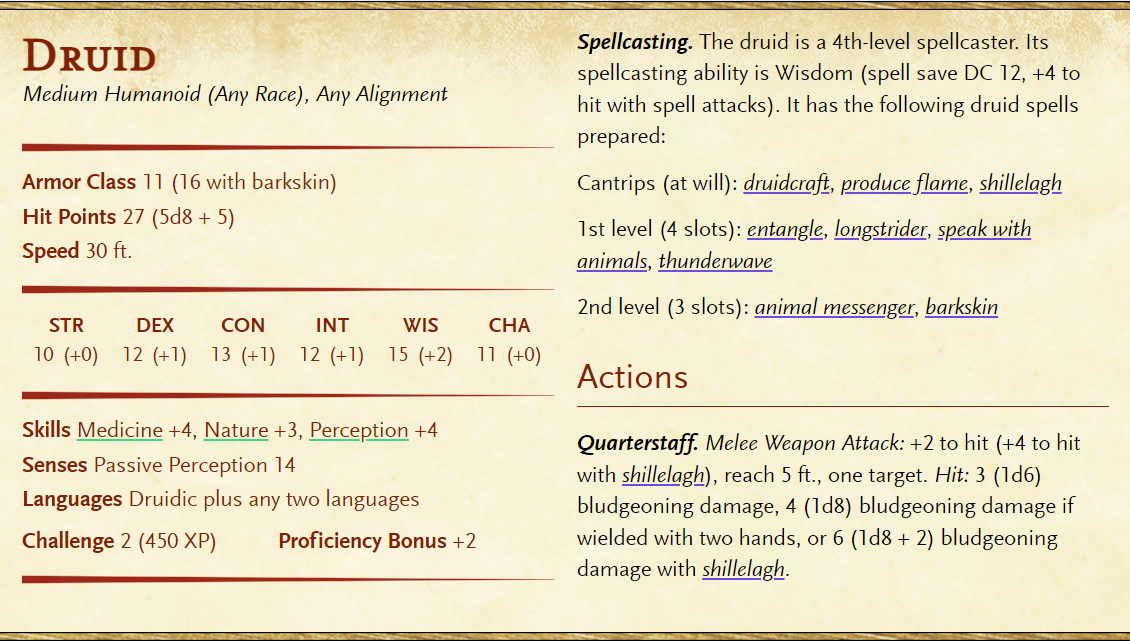 Druid
Medium Humanoid (Any Race), Any Alignment
Armor Class 11 (16 with barkskin)
Hit Points 27 (5d8 + 5)
Speed 30 ft.
STR DEX CON INT WIS CHA
10 (+0) 12 (+1) 13 (+1) 12 (+1) 15 (+2) 11 (+0)
Skills Medicine +4, Nature +3, Perception +4
Senses Passive Perception 14
Languages Druidic plus any two languages
Challenge 2 (450 XP) Proficiency Bonus +2
Spellcasting. The druid is a 4th-level spellcaster. Its
spellcasting ability is Wisdom (spell save DC 12, +4 to
hit with spell attacks). It has the following druid spells
prepared:
Cantrips (at will): druidcraft, produce flame, shillelagh
1st level (4 slots): entangle, longstrider, speak with
animals, thunderwave
2nd level (3 slots): animal messenger, barkskin
Actions
Quarterstaff. Melee Weapon Attack: +2 to hit (+4 to hit
with shillelagh), reach 5 ft., one target. Hit: 3 (1d6)
bludgeoning damage, 4 (1d8) bludgeoning damage if
wielded with two hands, or 6 (1d8 + 2) bludgeoning
damage with shillelagh.